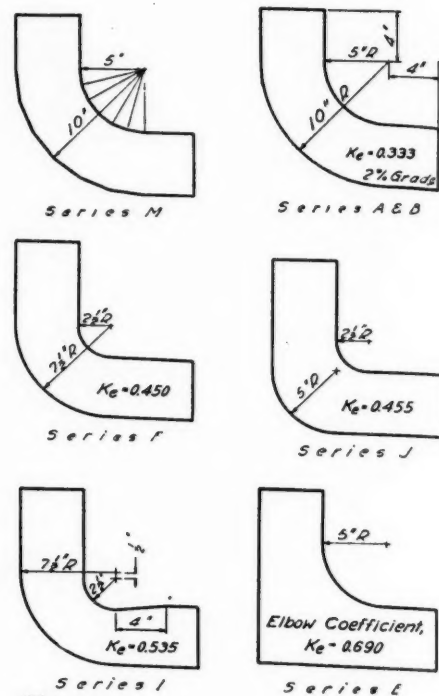 5"
10"
Series M
4"
5"R
4"
10" R
Ke=0.333
2% Grade
Series A&B
2½"R
7½"R
Ke=0.450
Series F
2½"R
5"R
Ke=0.455
Series J
7½"R
½"
2½"
4"
Ke=0.535
Series I
5"R
Elbow Coefficient,
Ke=0.690
Series E